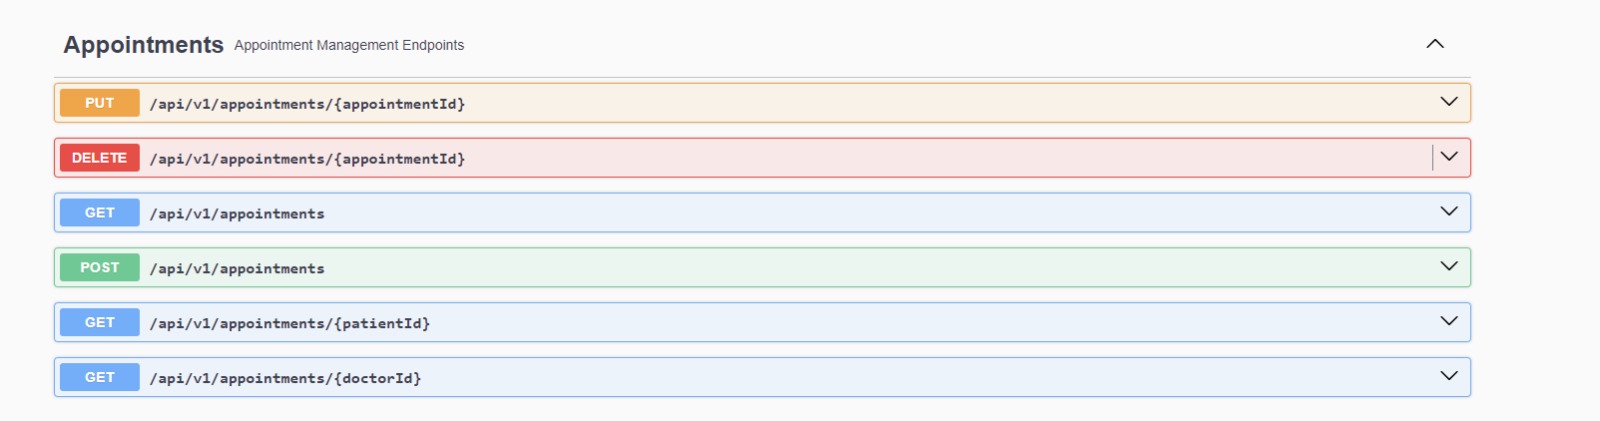 Appointments Appointment Management Endpoints
PUT /api/v1/appointments/{appointmentId}
DELETE /api/v1/appointments/{appointmentId}
GET /api/v1/appointments
POST /api/v1/appointments
GET /api/v1/appointments/{patientId}
GET /api/v1/appointments/{doctorId}